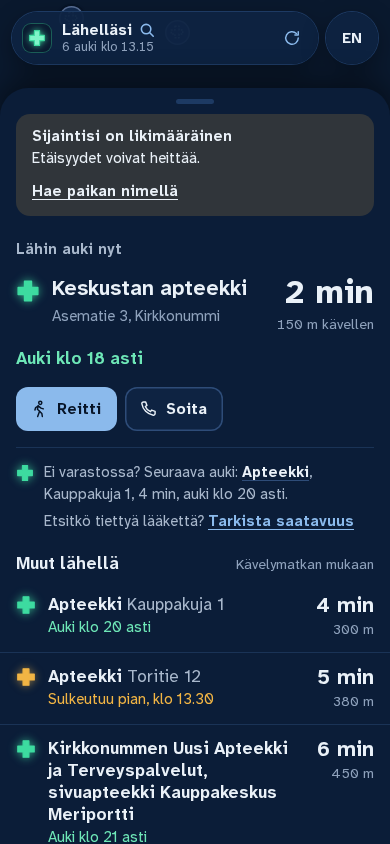 Lähelläsi
6 auki klo 13.15
EN
Sijaintisi on likimääräinen
Etäisyydet voivat heittää.
Hae paikan nimellä
Lähin auki nyt
Keskustan apteekki
2 min
Asematie 3, Kirkkonummi
150 m kävellen
Auki klo 18 asti
Reitti
Soita
Ei varastossa? Seuraava auki: Apteekki,
Kauppakuja 1, 4 min, auki klo 20 asti.
Etsitkö tiettyä lääkettä? Tarkista saatavuus
Muut lähellä
Kävelymatkan mukaan
Apteekki Kauppakuja 1
4 min
Auki klo 20 asti
300 m
Apteekki Toritie 12
5 min
Sulkeutuu pian, klo 13.30
380 m
Kirkkonummen Uusi Apteekki
6 min
ja Terveyspalvelut,
450 m
sivuapteekki Kauppakeskus
Meriportti
Auki klo 21 asti